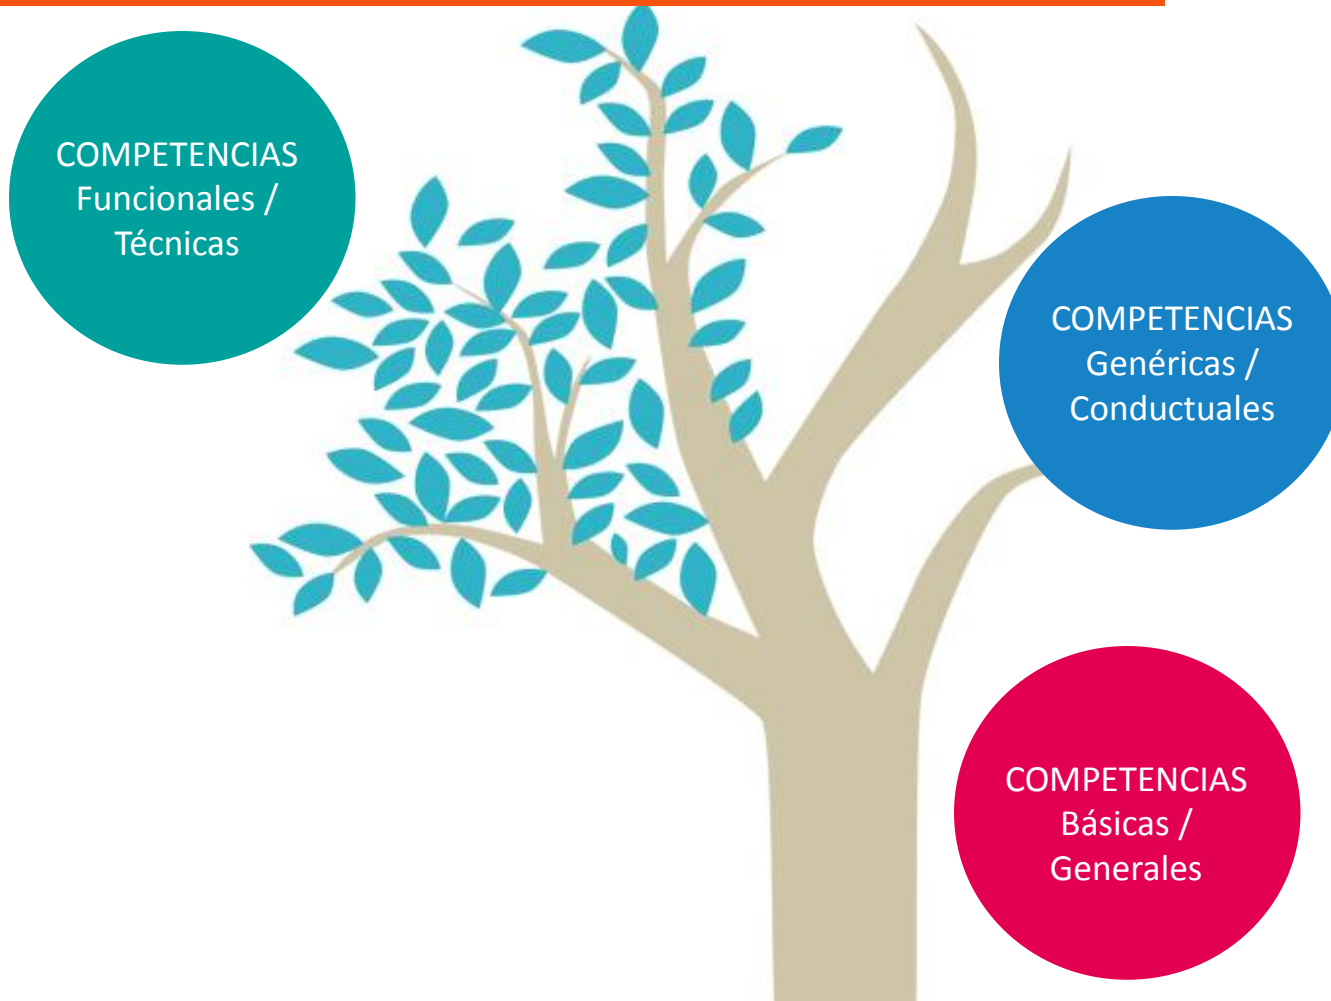 COMPETENCIAS
Funcionales /
Técnicas
COMPETENCIAS
Genéricas /
Conductuales
COMPETENCIAS
Básicas /
Generales